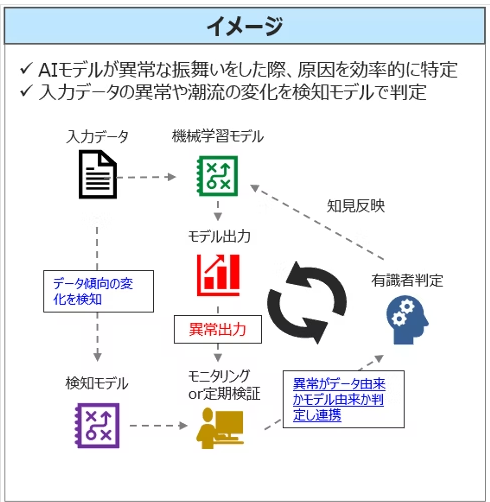 イメージ
✓ AIモデルが異常な振舞いをした際、原因を効率的に特定
✓ 入力データの異常や潮流の変化を検知モデルで判定
入力データ
機械学習モデル
知見反映
モデル出力
有識者判定
データ傾向の変
化を検知
異常出力
検知モデル
モニタリング
or定期検証
異常がデータ由来
かモデル由来か判
定し連携